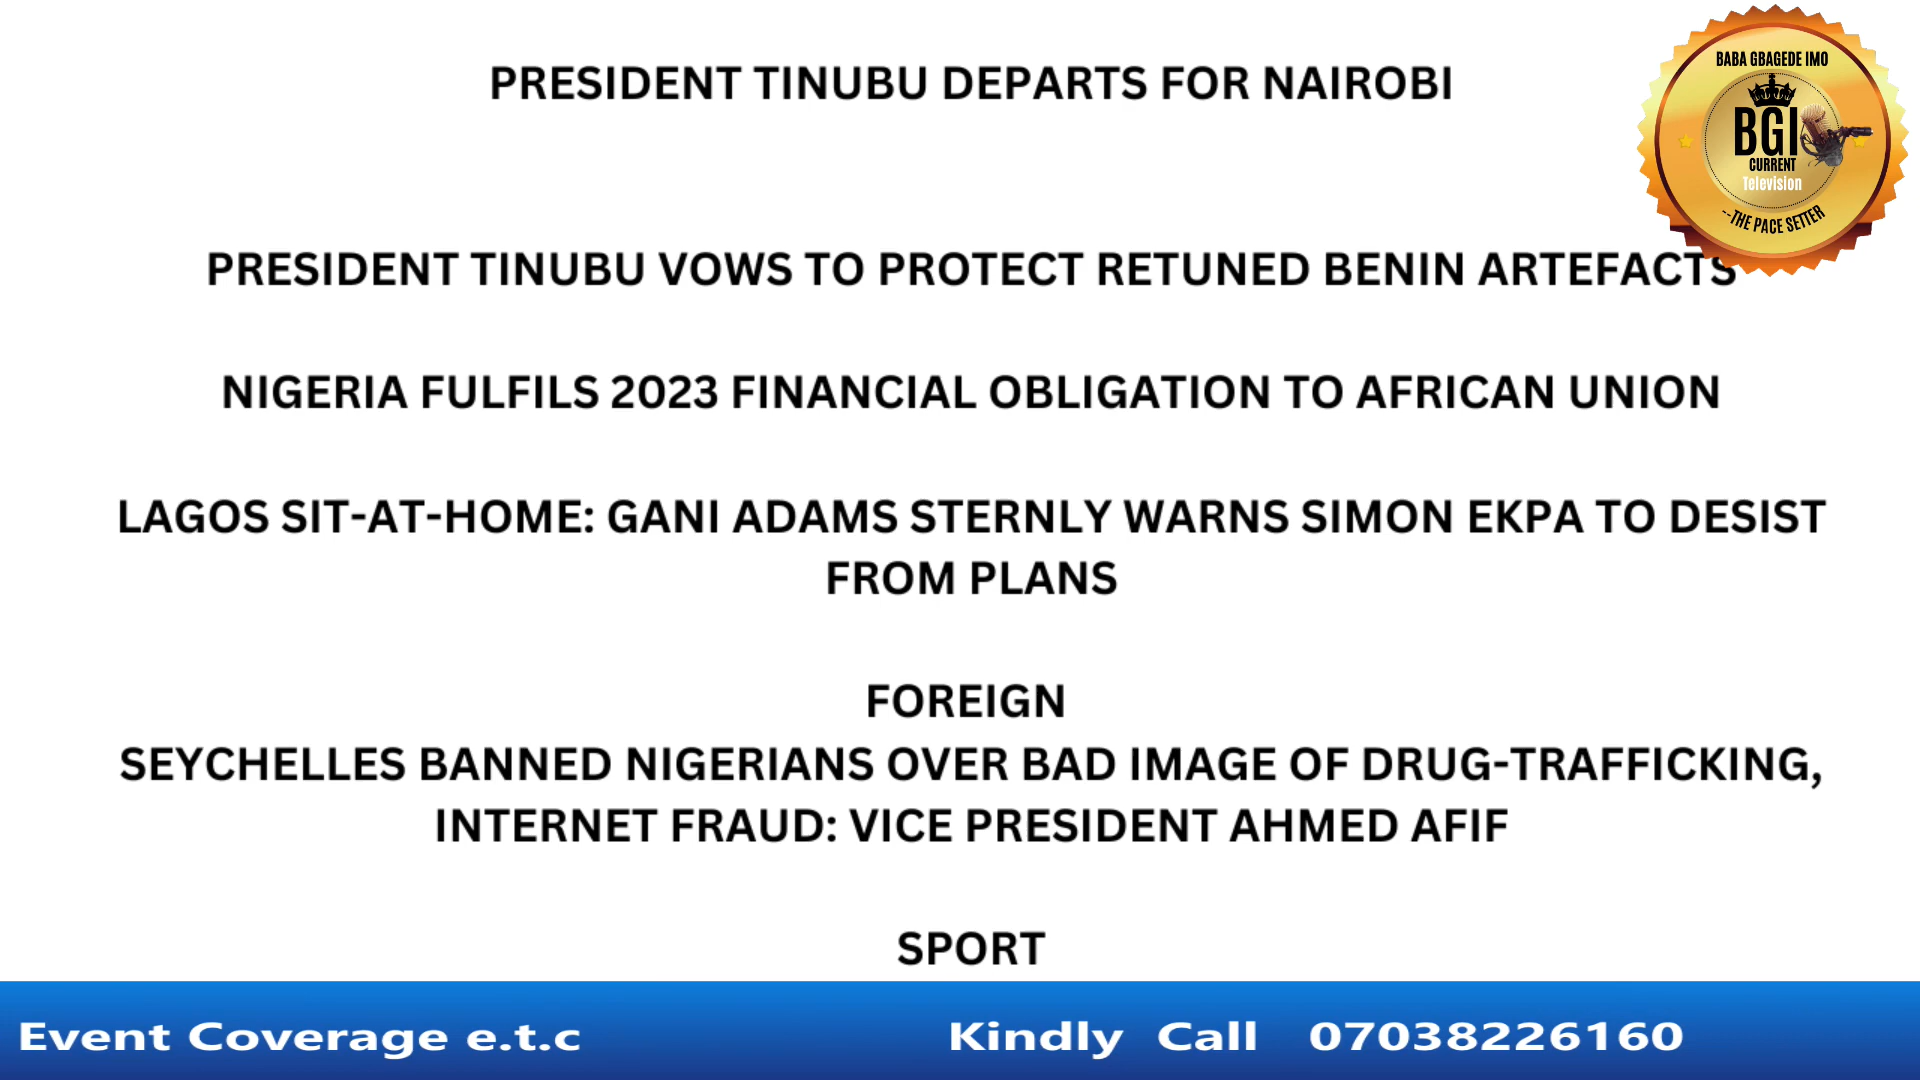 PRESIDENT TINUBU DEPARTS FOR NAIROBI
BABA GBAGEDE IMO
BGI
CURRENT
Television
--THE PACE SETTER
PRESIDENT TINUBU VOWS TO PROTECT RETUNED BENIN ARTEFACTS
NIGERIA FULFILS 2023 FINANCIAL OBLIGATION TO AFRICAN UNION
LAGOS SIT-AT-HOME: GANI ADAMS STERNLY WARNS SIMON EKPA TO DESIST
FROM PLANS
FOREIGN
SEYCHELLES BANNED NIGERIANS OVER BAD IMAGE OF DRUG-TRAFFICKING,
INTERNET FRAUD: VICE PRESIDENT AHMED AFIF
SPORT
Event Coverage e.t.c Kindly Call 07038226160